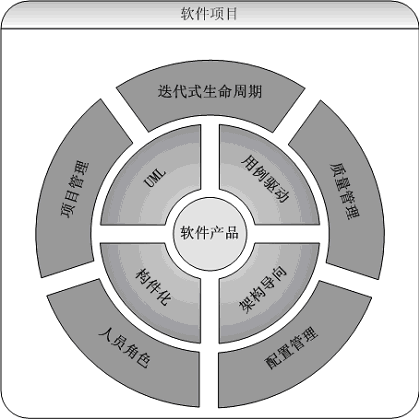 软件项目
迭代式生命周期
项目管理
UML
用例驱动
质量管理
软件产品
构件化
架构导向
人员角色
配置管理